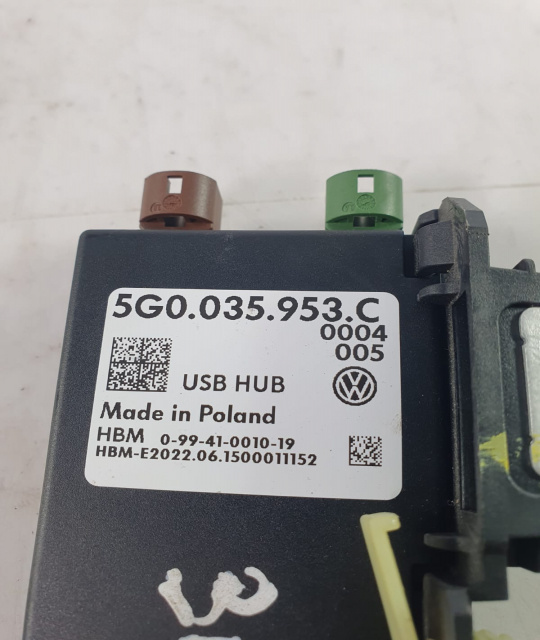 5G0.035.953.C
0004
005
USB HUB
Made in Poland
HBM 0-99-41-0010-19
HBM-E2022.06.1500011152